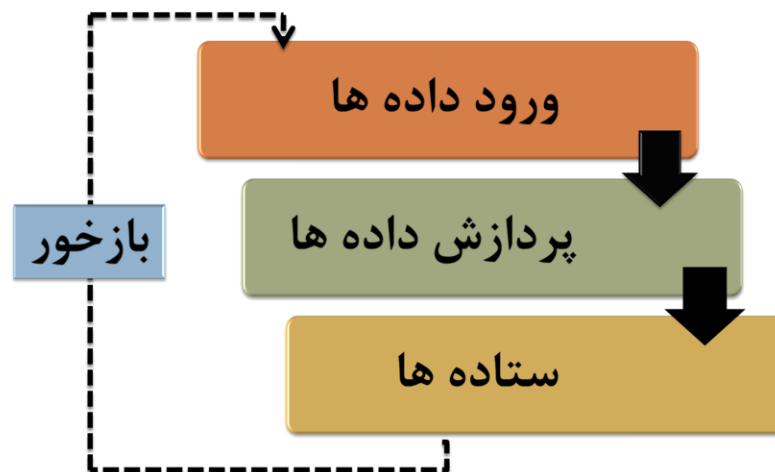 ورود داده ها
پردازش داده ها
بازخور
ستاده ها